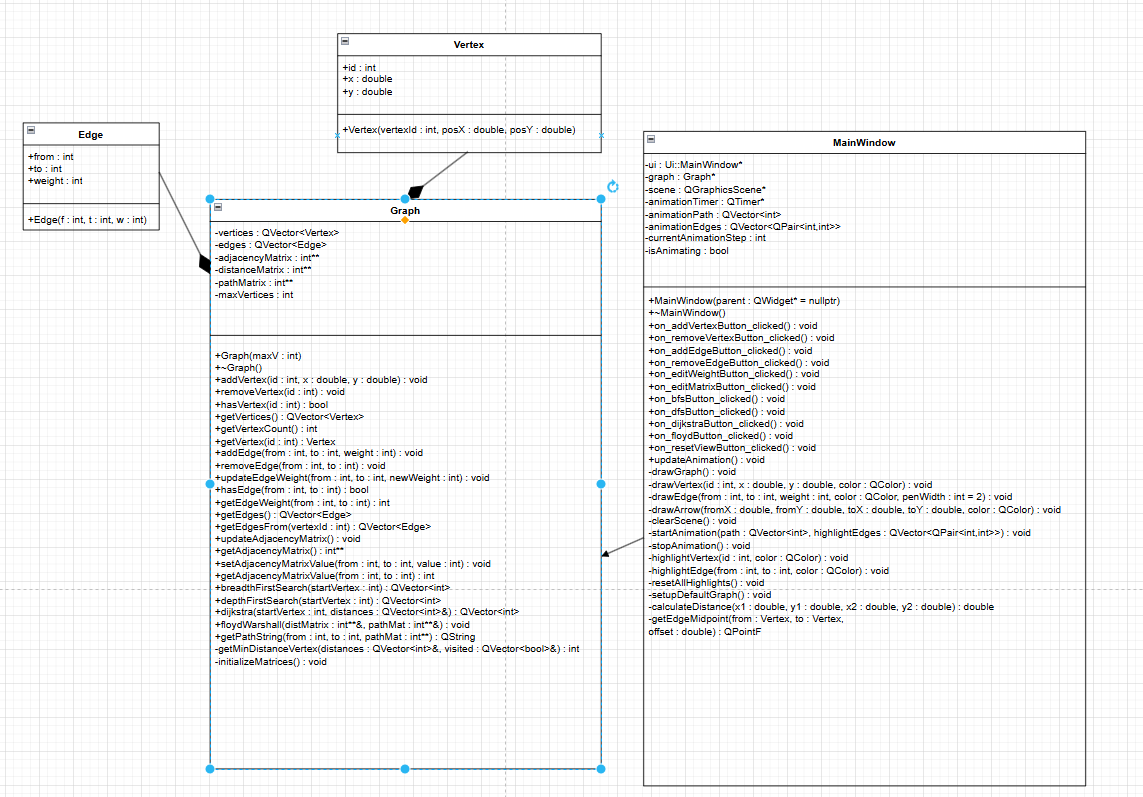 Vertex
+id : int
+x : double
+y : double
+Vertex(vertexId : int, posX : double, posY : double)
Edge
+from : int
+to : int
+weight : int
+Edge(f : int, t : int, w : int)
Graph
-vertices : QVector<Vertex>
-edges : QVector<Edge>
-adjacencyMatrix : int**
-distanceMatrix : int**
-pathMatrix : int**
-maxVertices : int
+Graph(maxV : int)
+~Graph()
+addVertex(id : int, x : double, y : double) : void
+removeVertex(id : int) : void
+hasVertex(id : int) : bool
+getVertices() : QVector<Vertex>
+getVertexCount() : int
+getVertex(id : int) : Vertex
+addEdge(from : int, to : int, weight : int) : void
+removeEdge(from : int, to : int) : void
+updateEdgeWeight(from : int, to : int, newWeight : int) : void
+hasEdge(from : int, to : int) : bool
+getEdgeWeight(from : int, to : int) : int
+getEdges() : QVector<Edge>
+getEdgesFrom(vertexId : int) : QVector<Edge>
+updateAdjacencyMatrix() : void
+getAdjacencyMatrix() : int**
+setAdjacencyMatrixValue(from : int, to : int, value : int) : void
+getAdjacencyMatrixValue(from : int, to : int) : int
+breadthFirstSearch(startVertex : int) : QVector<int>
+depthFirstSearch(startVertex : int) : QVector<int>
+dijkstra(startVertex : int, distances : QVector<int>&) : QVector<int>
+floydWarshall(distMatrix : int**&, pathMat : int**&) : void
+getPathString(from : int, to : int, pathMat : int**) : QString
-getMinDistanceVertex(distances : QVector<int>&, visited : QVector<bool>&) : int
-initializeMatrices() : void
MainWindow
-ui : Ui::MainWindow*
-graph : Graph*
-scene : QGraphicsScene*
-animationTimer : QTimer*
-animationPath : QVector<int>
-animationEdges : QVector<QPair<int,int>>
-currentAnimationStep : int
-isAnimating : bool
+MainWindow(parent : QWidget* = nullptr)
+~MainWindow()
+on_addVertexButton_clicked() : void
+on_removeVertexButton_clicked() : void
+on_addEdgeButton_clicked() : void
+on_removeEdgeButton_clicked() : void
+on_editWeightButton_clicked() : void
+on_editMatrixButton_clicked() : void
+on_bfsButton_clicked() : void
+on_dfsButton_clicked() : void
+on_dijkstraButton_clicked() : void
+on_floydButton_clicked() : void
+on_resetViewButton_clicked() : void
+updateAnimation() : void
-drawGraph() : void
-drawVertex(id : int, x : double, y : double, color : QColor) : void
-drawEdge(from : int, to : int, weight : int, color : QColor, penWidth : int = 2) : void
-drawArrow(fromX : double, fromY : double, toX : double, toY : double, color : QColor) : void
-clearScene() : void
-startAnimation(path : QVector<int>, highlightEdges : QVector<QPair<int,int>>) : void
-stopAnimation() : void
-highlightVertex(id : int, color : QColor) : void
-highlightEdge(from : int, to : int, color : QColor) : void
-resetAllHighlights() : void
-setupDefaultGraph() : void
-calculateDistance(x1 : double, y1 : double, x2 : double, y2 : double) : double
-getEdgeMidpoint(from : Vertex, to : Vertex,
offset : double) : QPointF